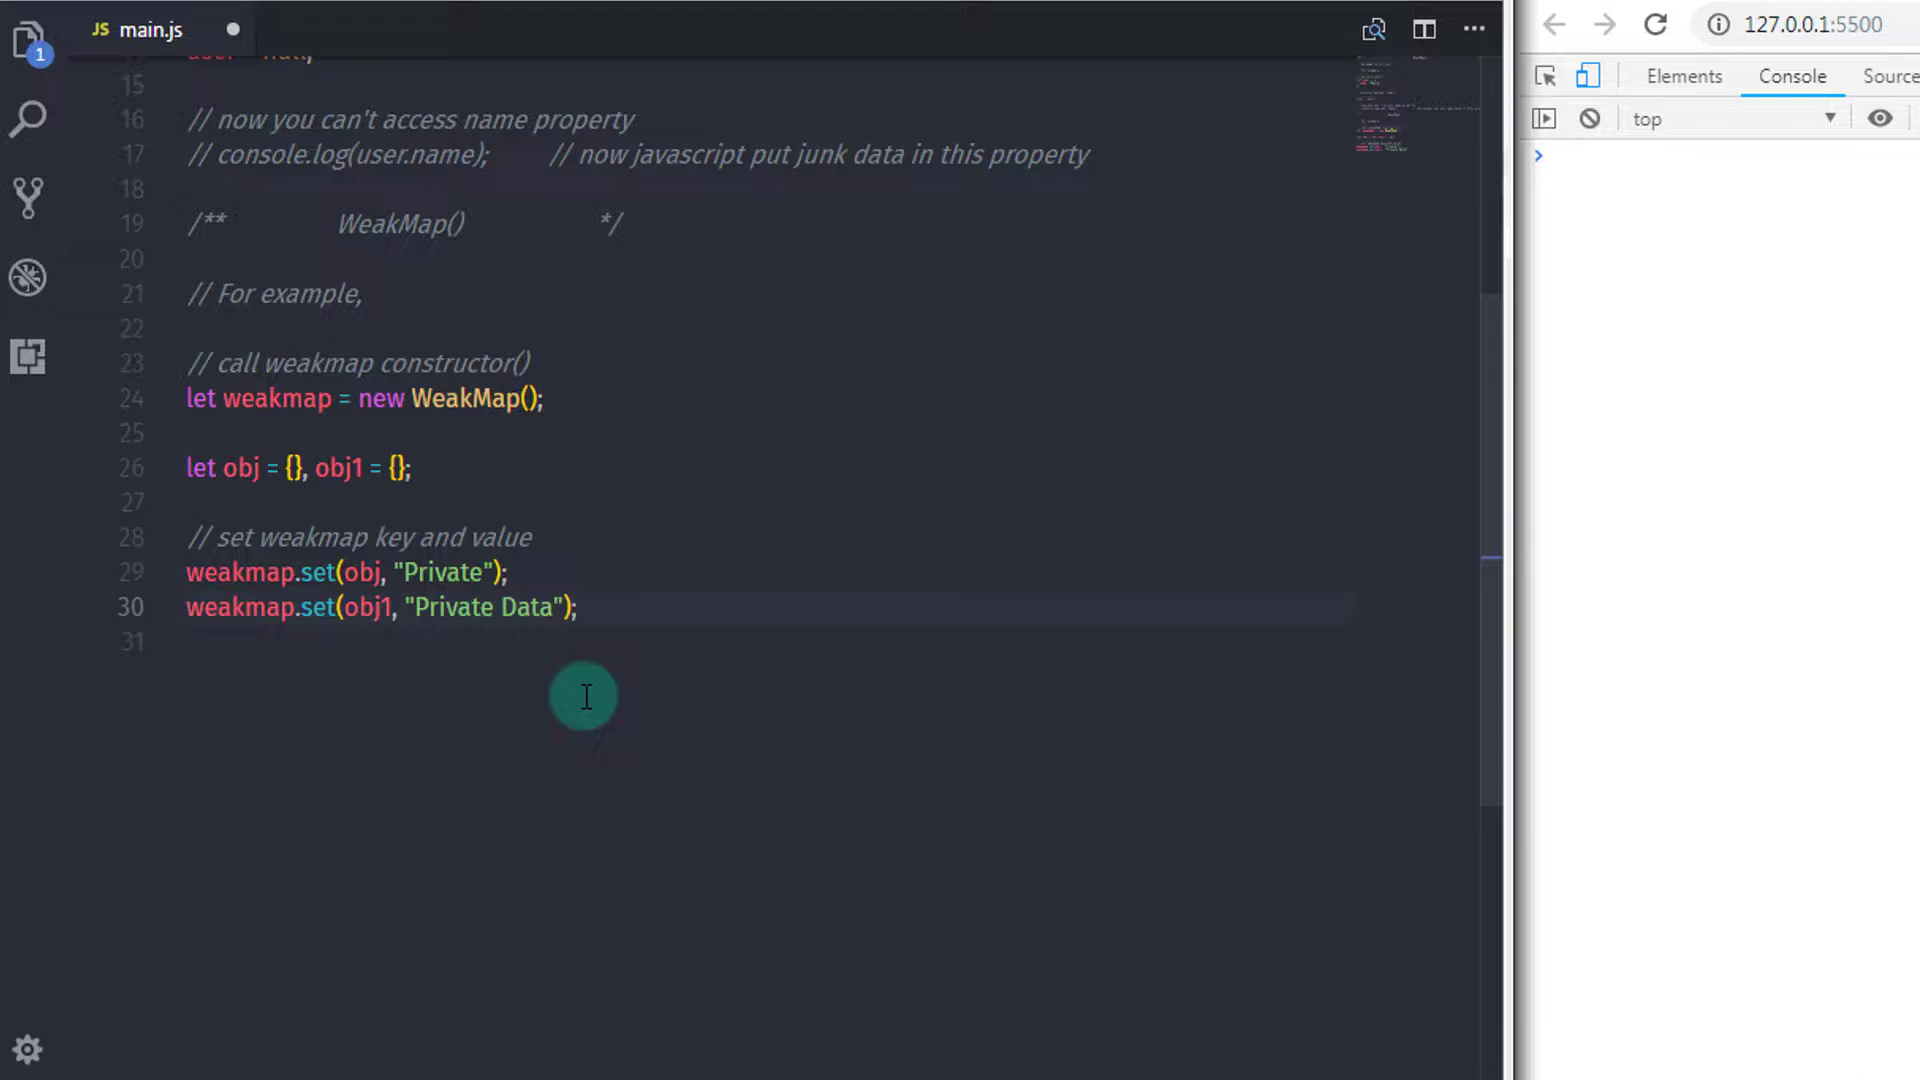 JS main.js
127.0.0.1:5500
1
Elements Console Source
top
15
16 // now you can't access name property
17 // console.log(user.name); // now javascript put junk data in this property
18
19 /** WeakMap() */
20
21 // For example,
22
23 // call weakmap constructor()
24 let weakmap = new WeakMap();
25
26 let obj = {}, obj1 = {};
27
28 // set weakmap key and value
29 weakmap.set(obj, "Private");
30 weakmap.set(obj1, "Private Data");
31